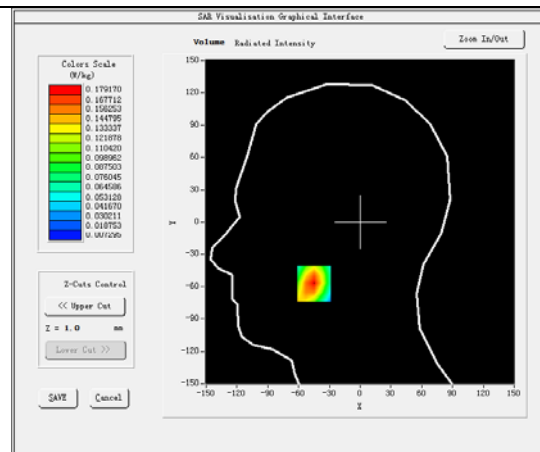 SAR Visualisation Graphical Interface
Volume Radiated Intensity
Zoom In/Out
Colors Scale
(W/kg)
0.179170
0.167712
0.156253
0.144795
0.133337
0.121878
0.110420
0.098962
0.087503
0.076045
0.064586
0.053128
0.041670
0.030211
0.018753
0.007295
Z-Cuts Control
<< Upper Cut
Z = 1.0 mm
Lower Cut >>
SAVE Cancel
150
120
90
60
30
0
-30
-60
-90
-120
-150
Y
-150 -120 -90 -60 -30 0 30 60 90 120 150
X